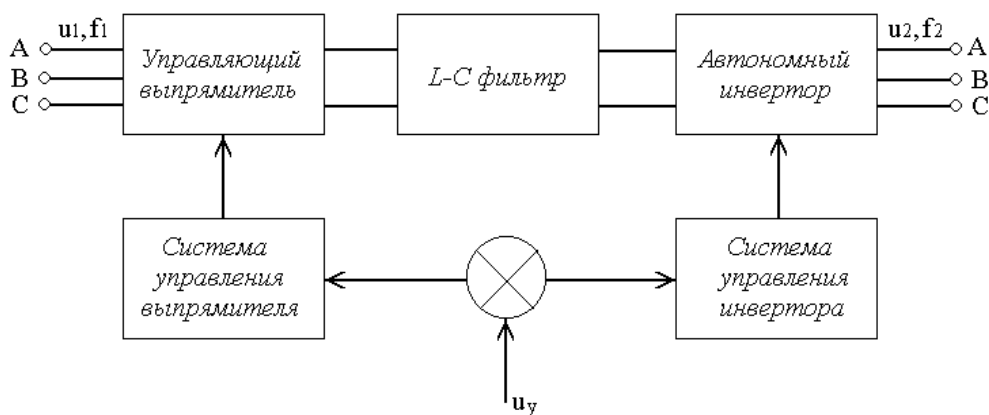 u1,f1
u2,f2
A
B
C
Управляющий
выпрямитель
L-C фильтр
Автономный
инвертор
A
B
C
Система
управления
выпрямителя
Система
управления
инвертора
uу